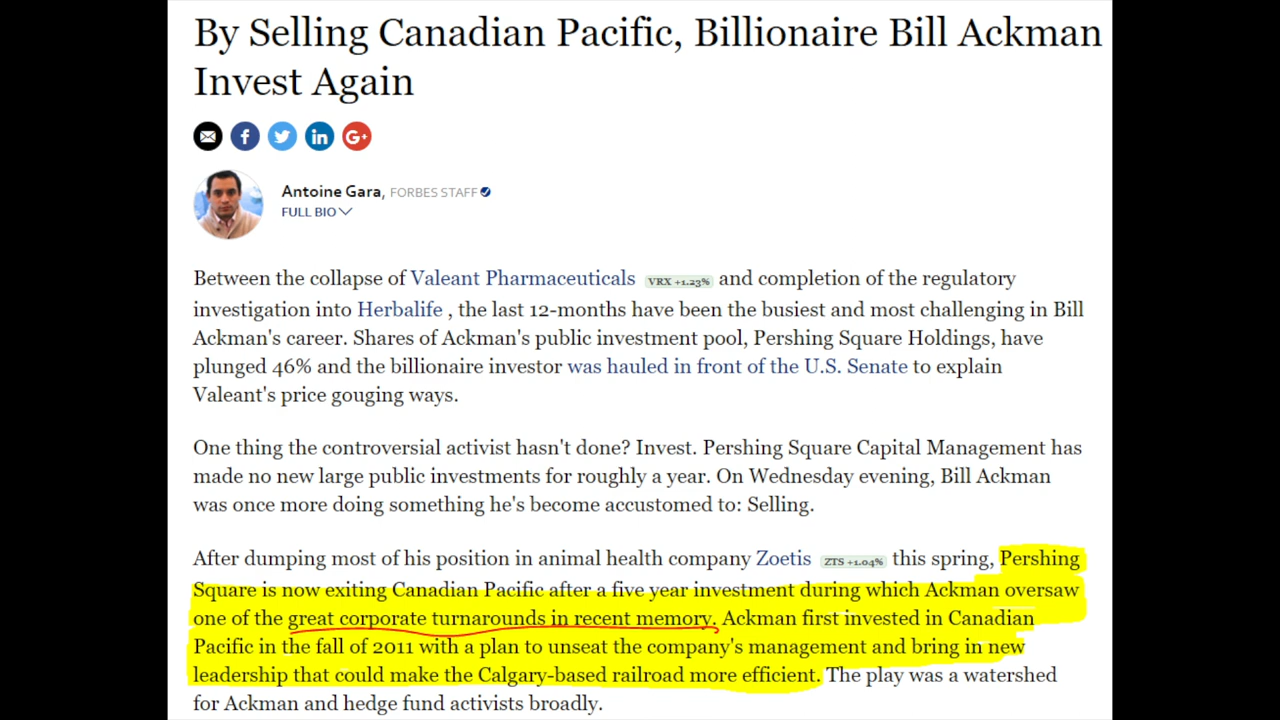 By Selling Canadian Pacific, Billionaire Bill Ackman
Invest Again
Antoine Gara, FORBES STAFF
FULL BIO
Between the collapse of Valeant Pharmaceuticals VRX +1.23% and completion of the regulatory
investigation into Herbalife , the last 12-months have been the busiest and most challenging in Bill
Ackman's career. Shares of Ackman's public investment pool, Pershing Square Holdings, have
plunged 46% and the billionaire investor was hauled in front of the U.S. Senate to explain
Valeant's price gouging ways.
One thing the controversial activist hasn't done? Invest. Pershing Square Capital Management has
made no new large public investments for roughly a year. On Wednesday evening, Bill Ackman
was once more doing something he's become accustomed to: Selling.
After dumping most of his position in animal health company Zoetis ZTS +1.04% this spring, Pershing
Square is now exiting Canadian Pacific after a five year investment during which Ackman oversaw
one of the great corporate turnarounds in recent memory. Ackman first invested in Canadian
Pacific in the fall of 2011 with a plan to unseat the company's management and bring in new
leadership that could make the Calgary-based railroad more efficient. The play was a watershed
for Ackman and hedge fund activists broadly.